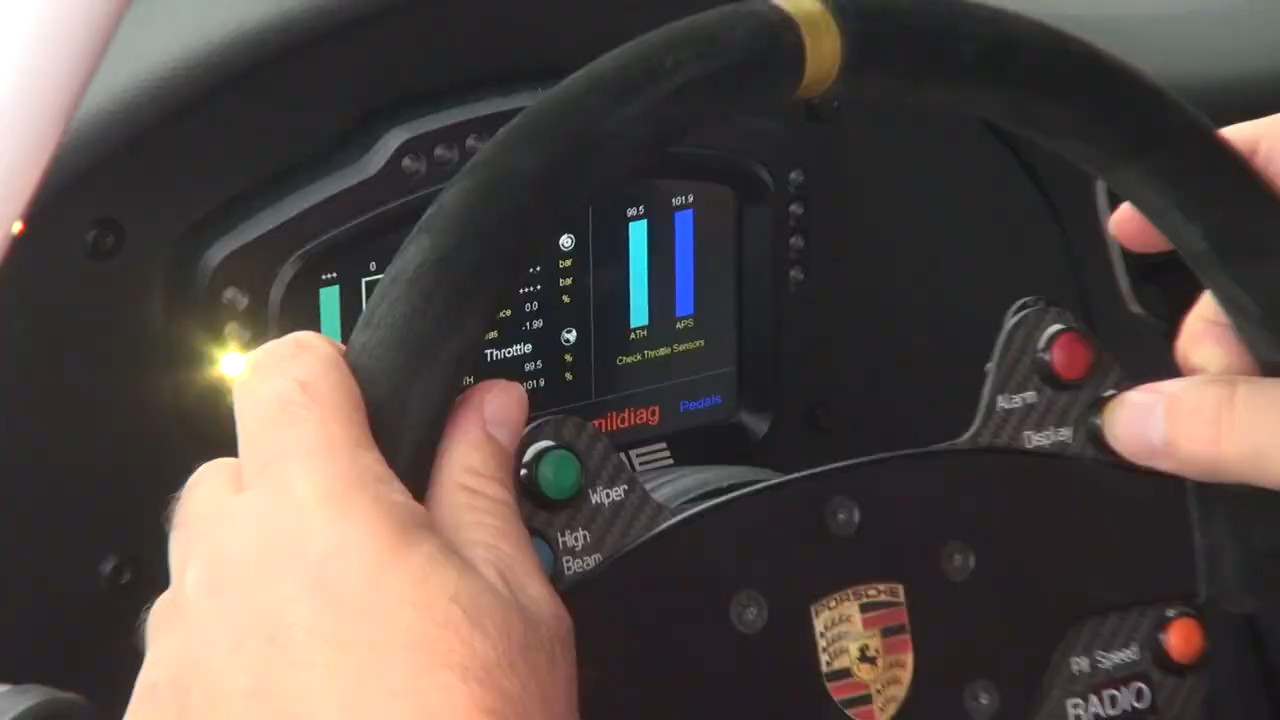 +++
0
+.+
bar
+++.+
bar
0.0
%
-1.99
Throttle
99.5
%
101.9
%
99.5
101.9
ATH
APS
Check Throttle Sensors
Pedals
Wiper
High
Beam
Alarm
Display
PORSCHE
Pit Speed
RADIO